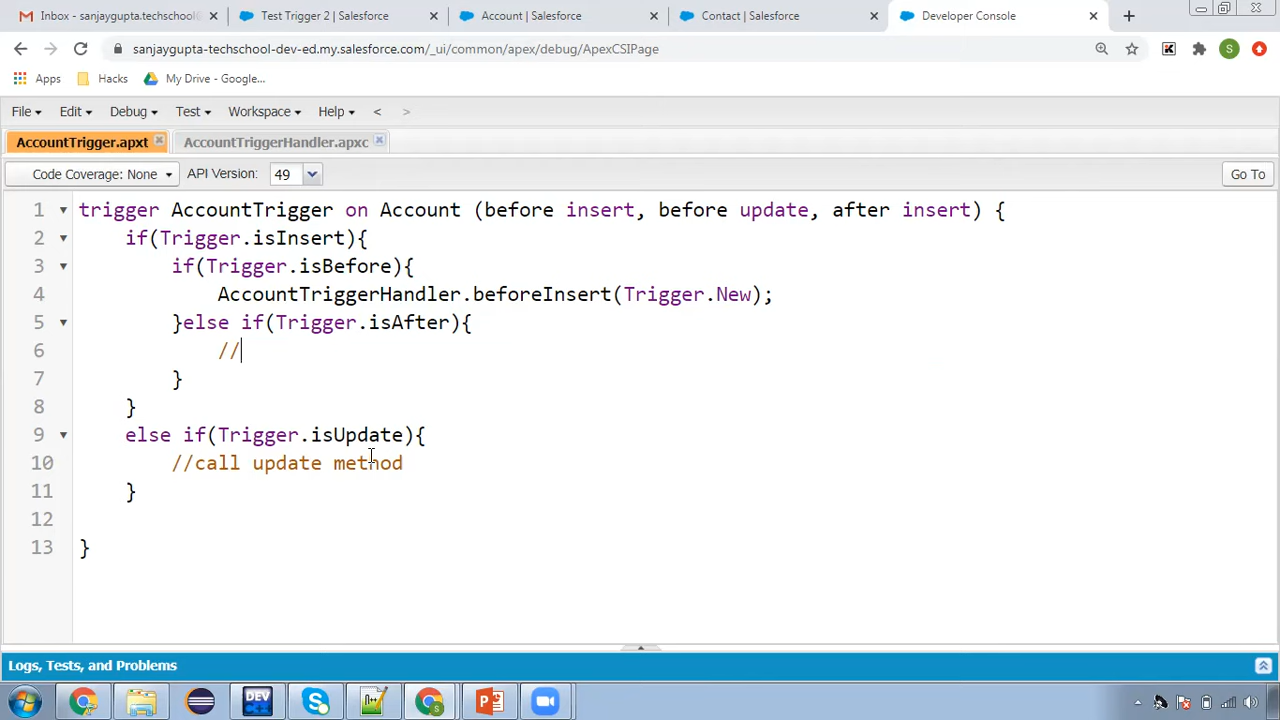 Inbox - sanjaygupta.techschool@
Test Trigger 2 | Salesforce
Account | Salesforce
Contact | Salesforce
Developer Console
sanjaygupta-techschool-dev-ed.my.salesforce.com/_ui/common/apex/debug/ApexCSIPage
K
S
Apps
Hacks
My Drive - Google...
File
Edit
Debug
Test
Workspace
Help
<
>
AccountTrigger.apxt
AccountTriggerHandler.apxc
Code Coverage: None
API Version:
49
Go To
1 trigger AccountTrigger on Account (before insert, before update, after insert) {
2 if(Trigger.isInsert){
3 if(Trigger.isBefore){
4 AccountTriggerHandler.beforeInsert(Trigger.New);
5 }else if(Trigger.isAfter){
6 //
7 }
8 }
9 else if(Trigger.isUpdate){
10 //call update method
11 }
12
13 }
Logs, Tests, and Problems
DEV
C++
S